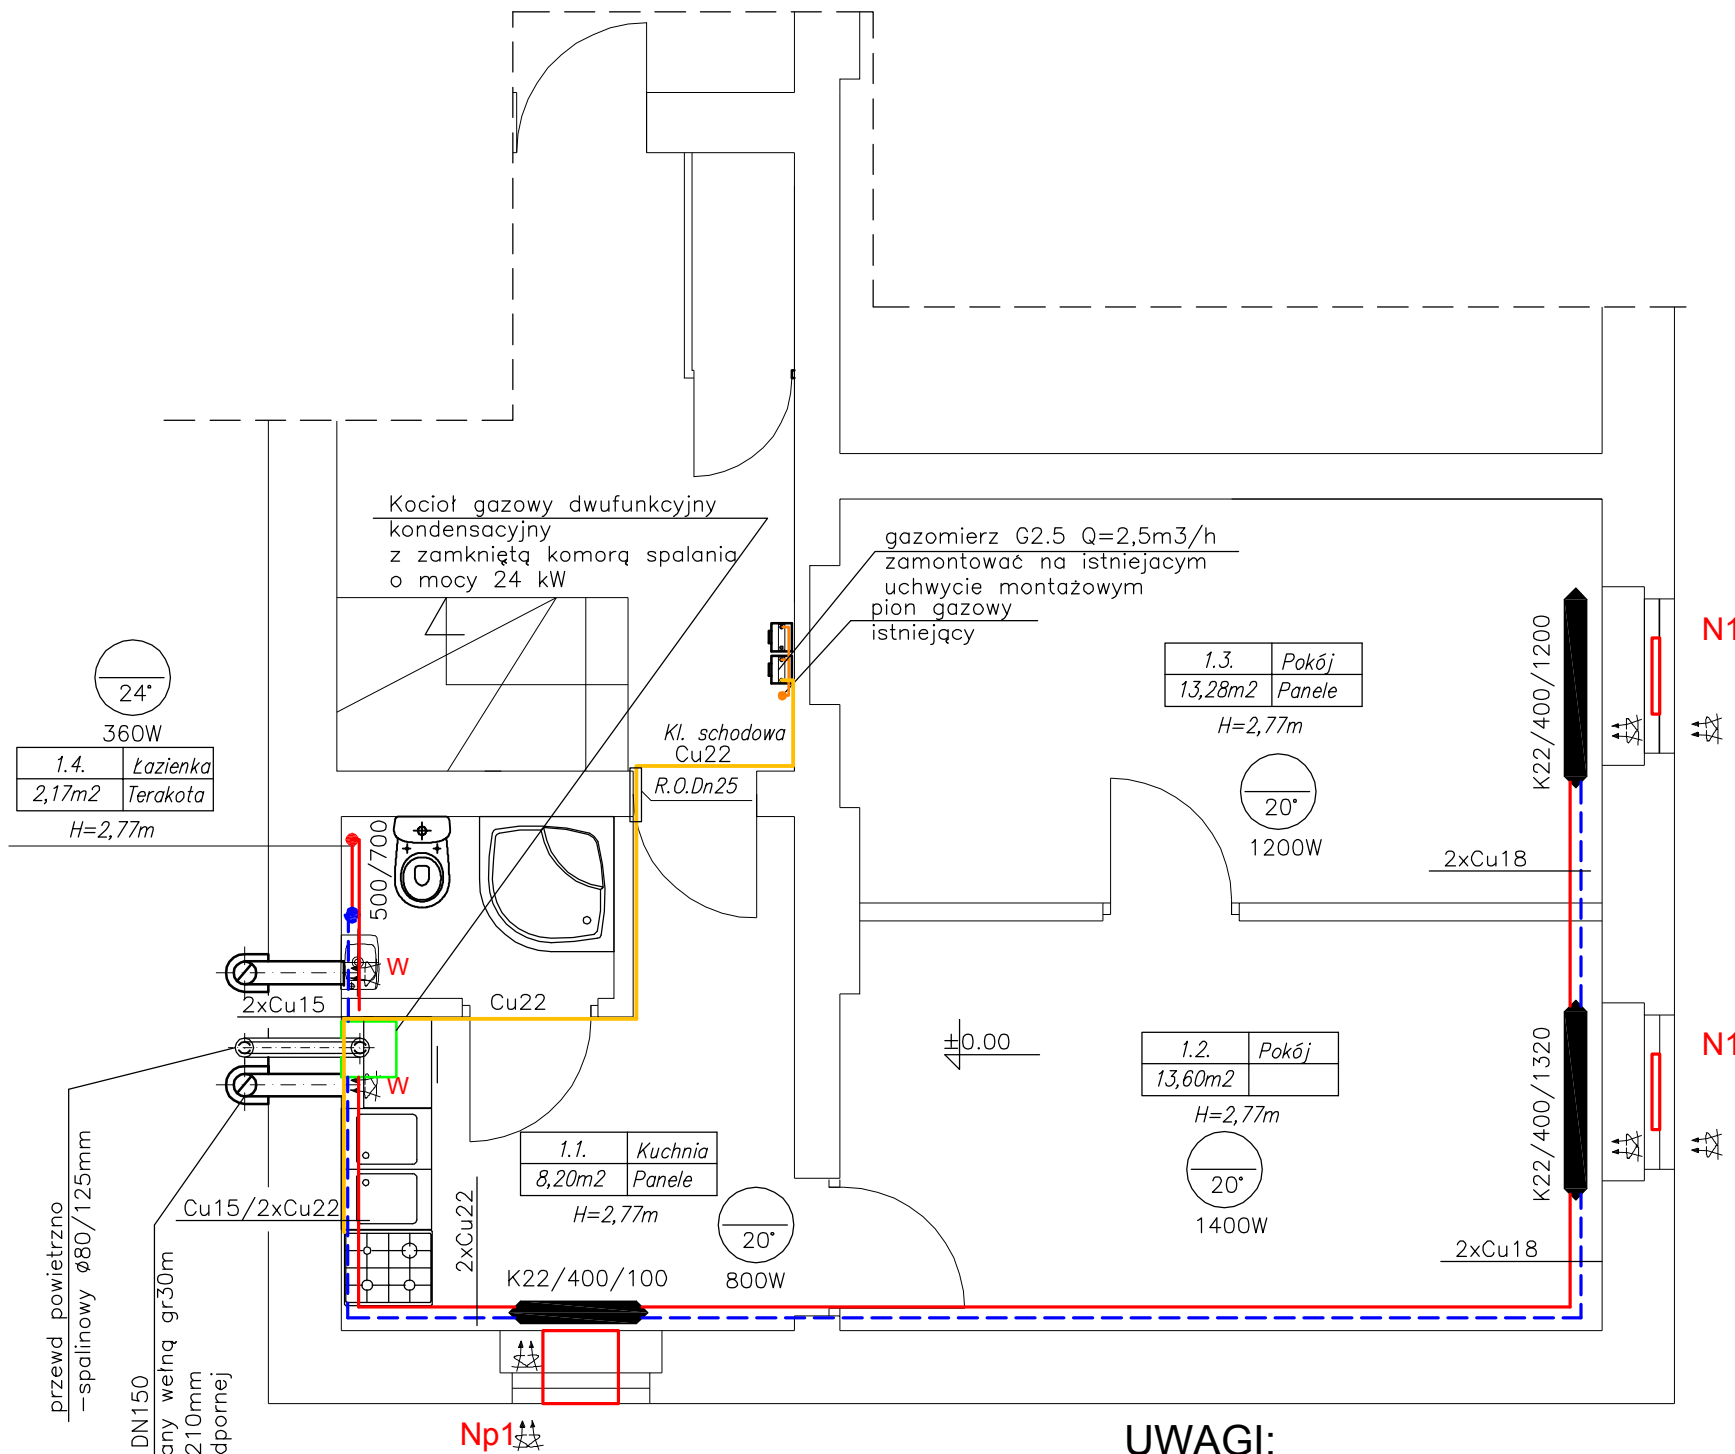 Kocioł gazowy dwufunkcyjny
kondensacyjny
z zamkniętą komorą spalania
o mocy 24 kW
gazomierz G2.5 Q=2,5m3/h
zamontować na istniejacym
uchwycie montażowym
pion gazowy
istniejący
24°
360W
1.4. Łazienka
2,17m2 Terakota
H=2,77m
Kl. schodowa
Cu22
R.O.Dn25
1.3. Pokój
13,28m2 Panele
H=2,77m
20°
1200W
K22/400/1200
N1
2xCu18
500/700
W
2xCu15
Cu22
W
±0.00
1.2. Pokój
13,60m2
H=2,77m
20°
1400W
K22/400/1320
N1
2xCu18
1.1. Kuchnia
8,20m2 Panele
H=2,77m
20°
800W
Cu15/2xCu22
2xCu22
K22/400/100
przewd powietrzno
-spalinowy ø80/125mm
DN150
any wełną gr30m
210mm
dpornej
Np1
UWAGI: